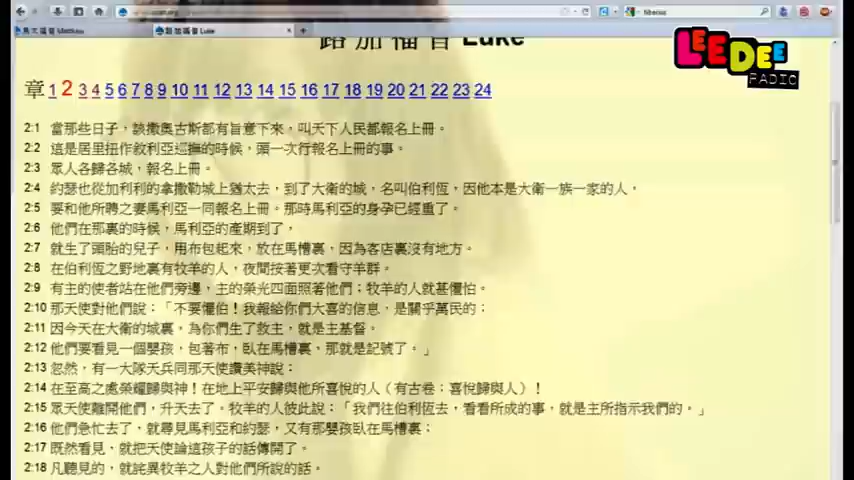 馬太福音 Matthew
路加福音 Luke
tiberius
LEEDEE
RADIO
路加福音 Luke
章 1 2 3 4 5 6 7 8 9 10 11 12 13 14 15 16 17 18 19 20 21 22 23 24
2:1 當那些日子，該撒奧古斯都有旨意下來，叫天下人民都報名上冊。
2:2 這是居里扭作敘利亞巡撫的時候，頭一次行報名上冊的事。
2:3 眾人各歸各城，報名上冊。
2:4 約瑟也從加利利的拿撒勒城上猶太去，到了大衛的城，名叫伯利恆，因他本是大衛一族一家的人，
2:5 要和他所聘之妻馬利亞一同報名上冊。那時馬利亞的身孕已經重了。
2:6 他們在那裏的時候，馬利亞的產期到了，
2:7 就生了頭胎的兒子，用布包起來，放在馬槽裏，因為客店裏沒有地方。
2:8 在伯利恆之野地裏有牧羊的人，夜間按著更次看守羊群。
2:9 有主的使者站在他們旁邊，主的榮光四面照著他們；牧羊的人就甚懼怕。
2:10 那天使對他們說：「不要懼怕！我報給你們大喜的信息，是關乎萬民的；
2:11 因今天在大衛的城裏，為你們生了救主，就是主基督。
2:12 他們要看見一個嬰孩，包著布，臥在馬槽裏，那就是記號了。」
2:13 忽然，有一大隊天兵同那天使讚美神說：
2:14 在至高之處榮耀歸與神！在地上平安歸與他所喜悅的人（有古卷：喜悅歸與人）！
2:15 眾天使離開他們，升天去了。牧羊的人彼此說：「我們往伯利恆去，看看所成的事，就是主所指示我們的。」
2:16 他們急忙去了，就尋見馬利亞和約瑟，又有那嬰孩臥在馬槽裏；
2:17 既然看見，就把天使論這孩子的話傳開了。
2:18 凡聽見的，就詫異牧羊之人對他們所說的話。